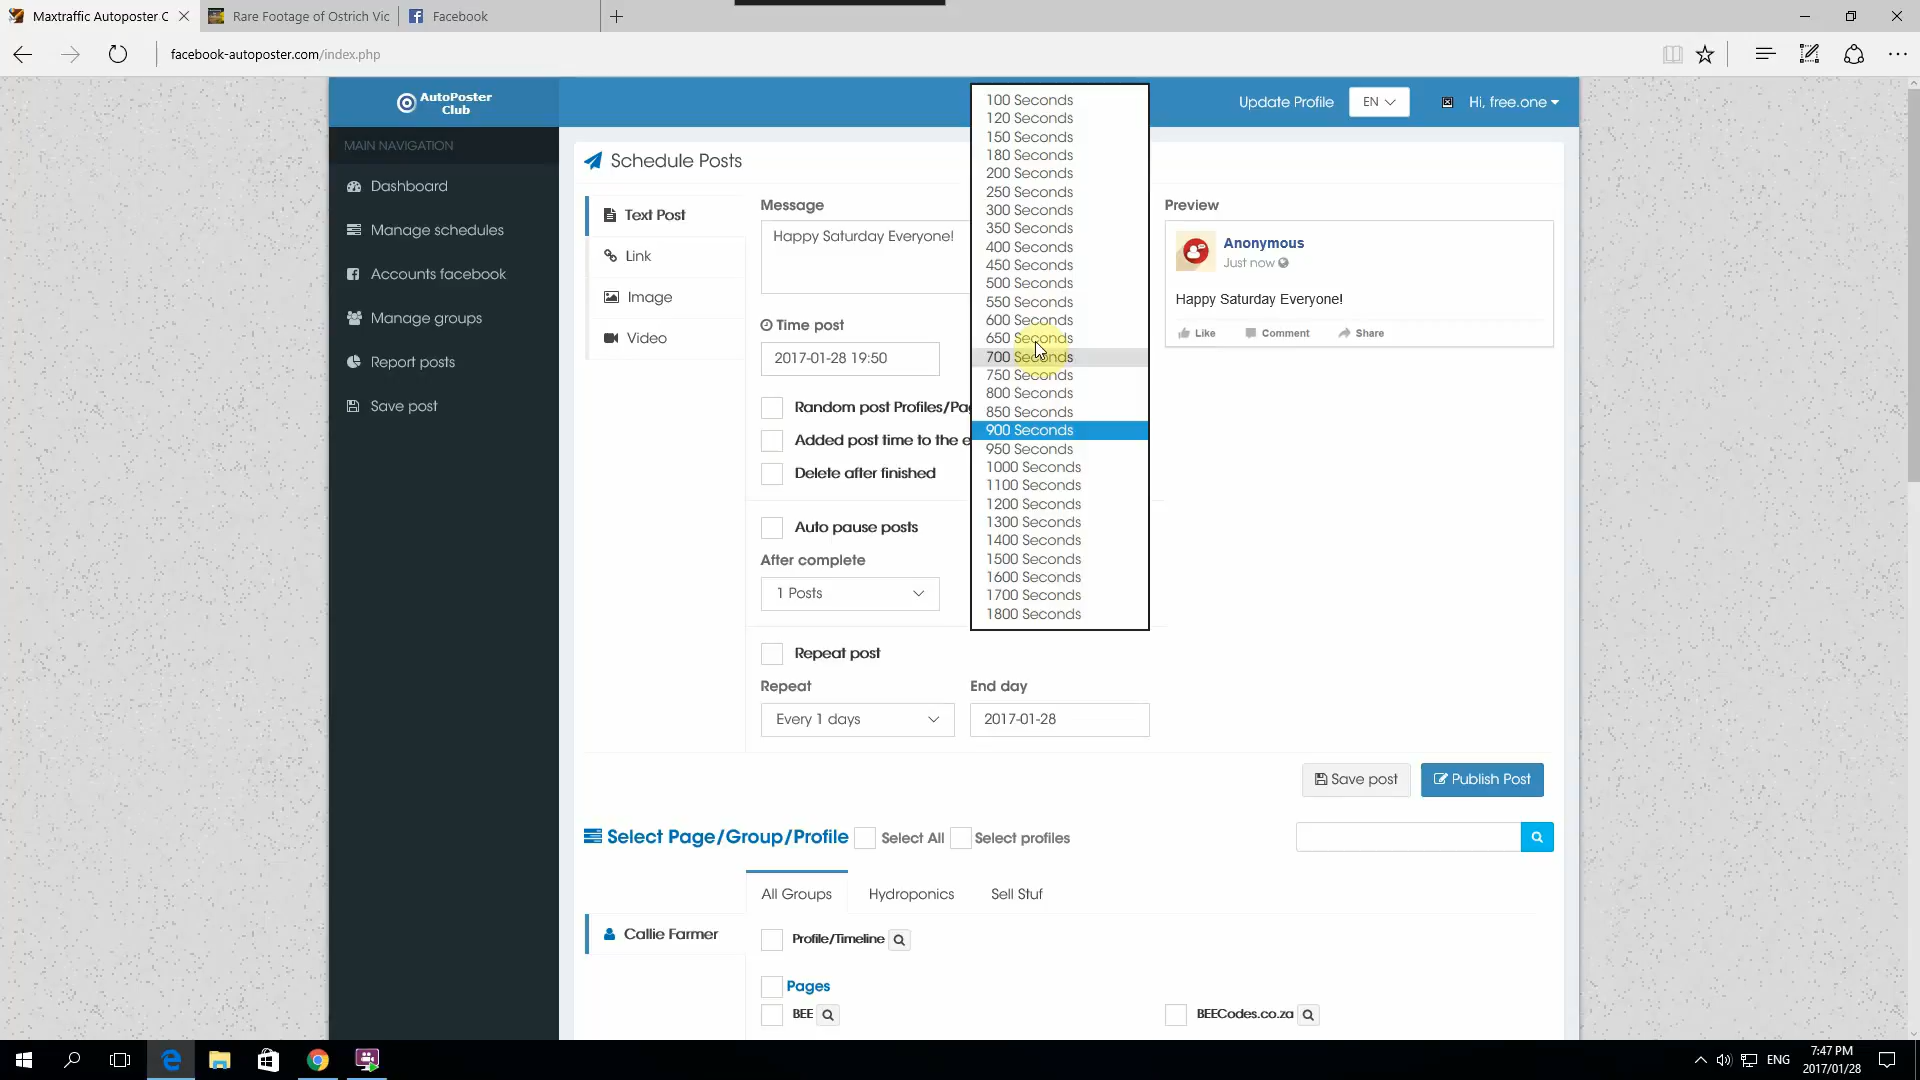 Maxtraffic Autoposter C
Rare Footage of Ostrich Vic
Facebook
facebook-autoposter.com/index.php
AutoPoster
Club
Update Profile
EN
Hi, free.one
MAIN NAVIGATION
Dashboard
Manage schedules
Accounts facebook
Manage groups
Report posts
Save post
Schedule Posts
Text Post
Link
Image
Video
Message
Happy Saturday Everyone!
Time post
2017-01-28 19:50
Random post Profiles/Pag
Added post time to the e
Delete after finished
Auto pause posts
After complete
1 Posts
Repeat post
Repeat
Every 1 days
End day
2017-01-28
100 Seconds
120 Seconds
150 Seconds
180 Seconds
200 Seconds
250 Seconds
300 Seconds
350 Seconds
400 Seconds
450 Seconds
500 Seconds
550 Seconds
600 Seconds
650 Seconds
700 Seconds
750 Seconds
800 Seconds
850 Seconds
900 Seconds
950 Seconds
1000 Seconds
1100 Seconds
1200 Seconds
1300 Seconds
1400 Seconds
1500 Seconds
1600 Seconds
1700 Seconds
1800 Seconds
Preview
Anonymous
Just now
Happy Saturday Everyone!
Like Comment Share
Save post
Publish Post
Select Page/Group/Profile Select All Select profiles
All Groups
Hydroponics
Sell Stuf
Callie Farmer
Profile/Timeline
Pages
BEE
BEECodes.co.za
ENG
7:47 PM
2017/01/28